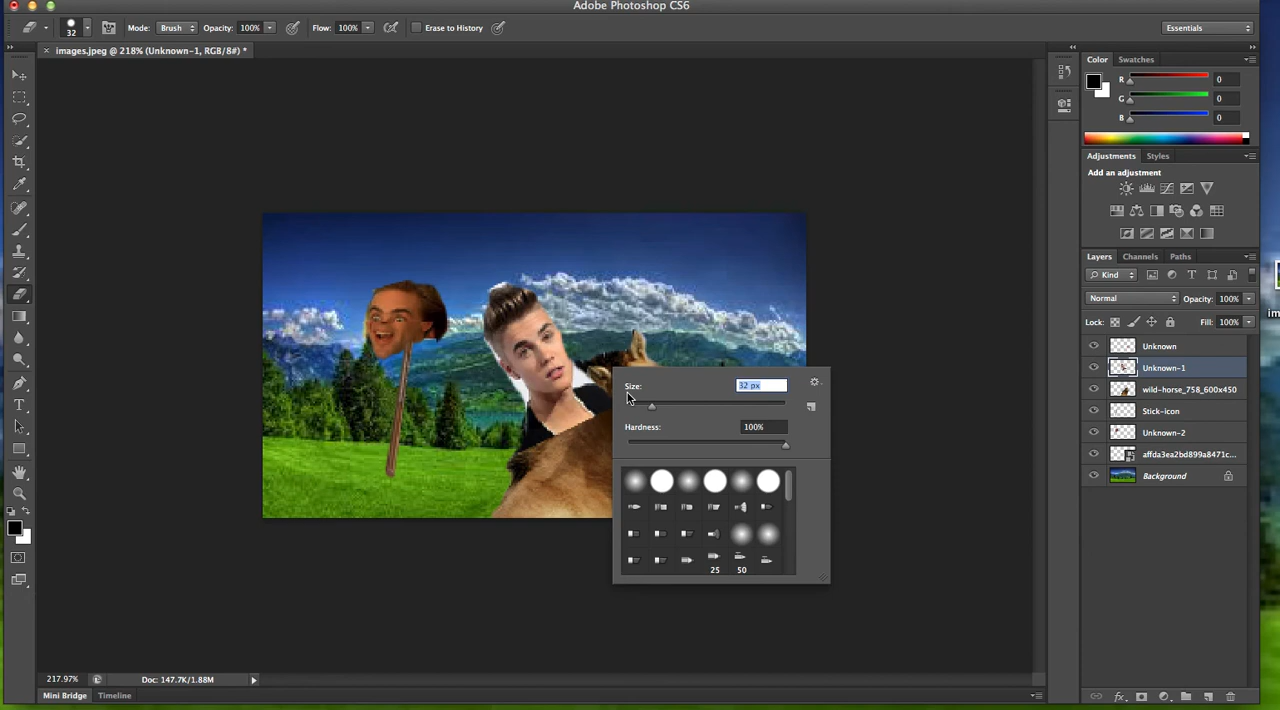 Adobe Photoshop CS6
32 Mode: Brush Opacity: 100% Flow: 100% Erase to History Essentials
images.jpeg @ 218% (Unknown-1, RGB/8#) *
Color Swatches
R 0
G 0
B 0
Adjustments Styles
Add an adjustment
Layers Channels Paths
Kind
Normal Opacity: 100%
Lock: Fill: 100%
Unknown
Unknown-1
wild-horse_758_600x450
Stick-icon
Unknown-2
affda3ea2bd899a8471c...
Background
Size: 32 px
Hardness: 100%
25 50
217.97% Doc: 147.7K/1.88M
Mini Bridge Timeline
im